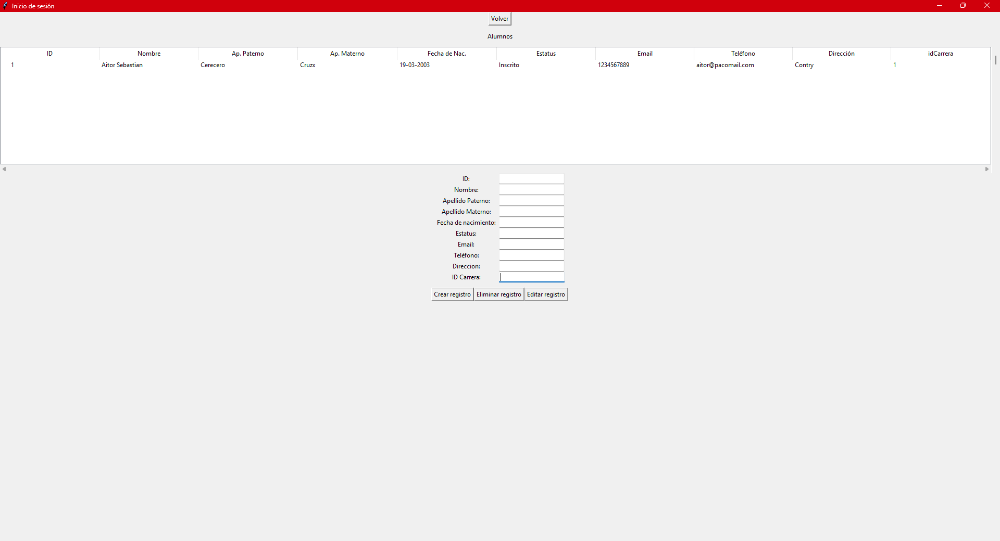 Inicio de sesión
Volver
Alumnos
ID Nombre Ap. Paterno Ap. Materno Fecha de Nac. Estatus Email Teléfono Dirección idCarrera
1 Aitor Sebastian Cerecero Cruzx 19-03-2003 Inscrito 1234567889 aitor@pacomail.com Contry 1
ID:
Nombre:
Apellido Paterno:
Apellido Materno:
Fecha de nacimiento:
Estatus:
Email:
Teléfono:
Direccion:
ID Carrera:
Crear registro Eliminar registro Editar registro